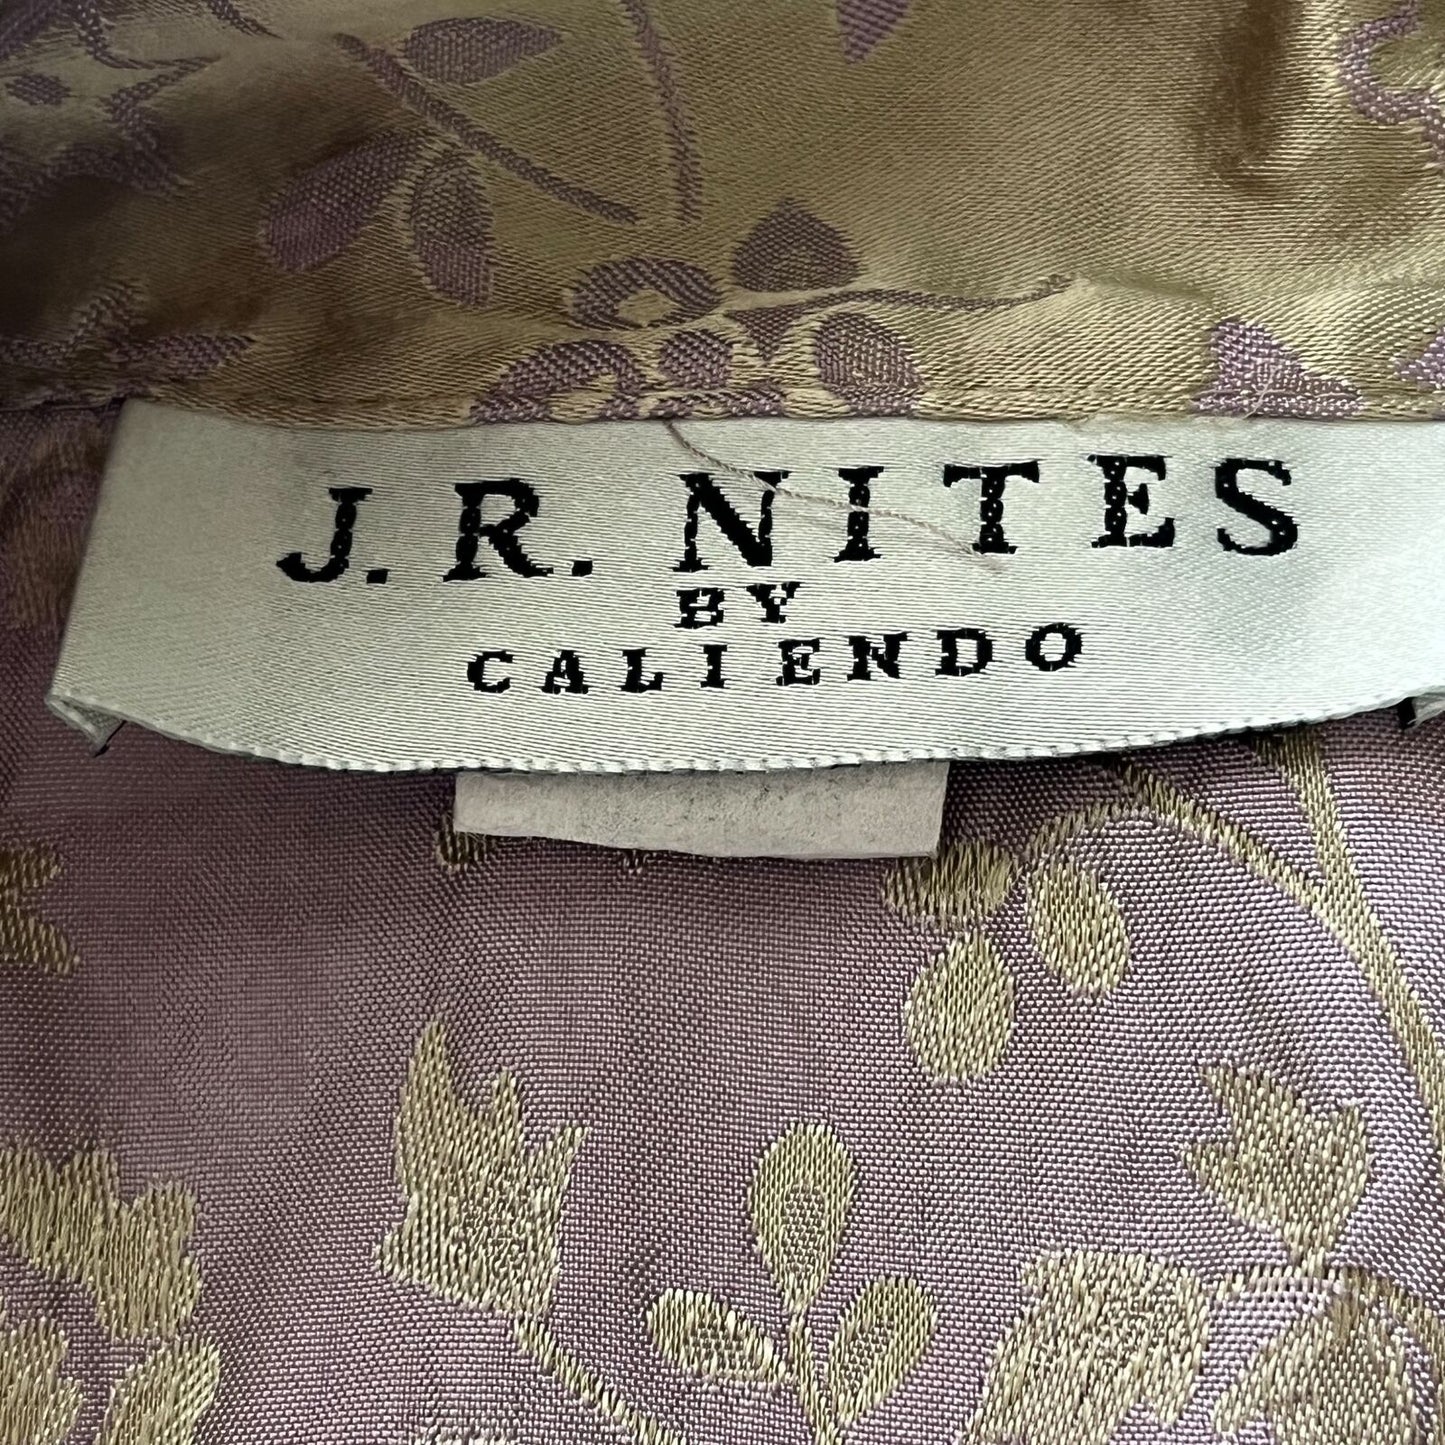 J.R. NITES
BY
CALIENDO